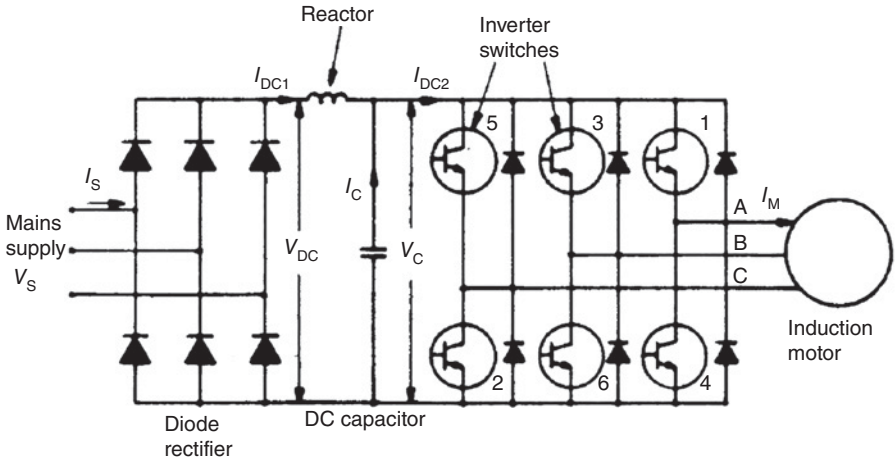 Reactor
Inverter
switches
I_DC1
I_DC2
5
3
1
I_S
I_C
A
I_M
Mains
supply
B
V_DC
V_C
V_S
C
Induction
motor
2
6
4
Diode
rectifier
DC capacitor